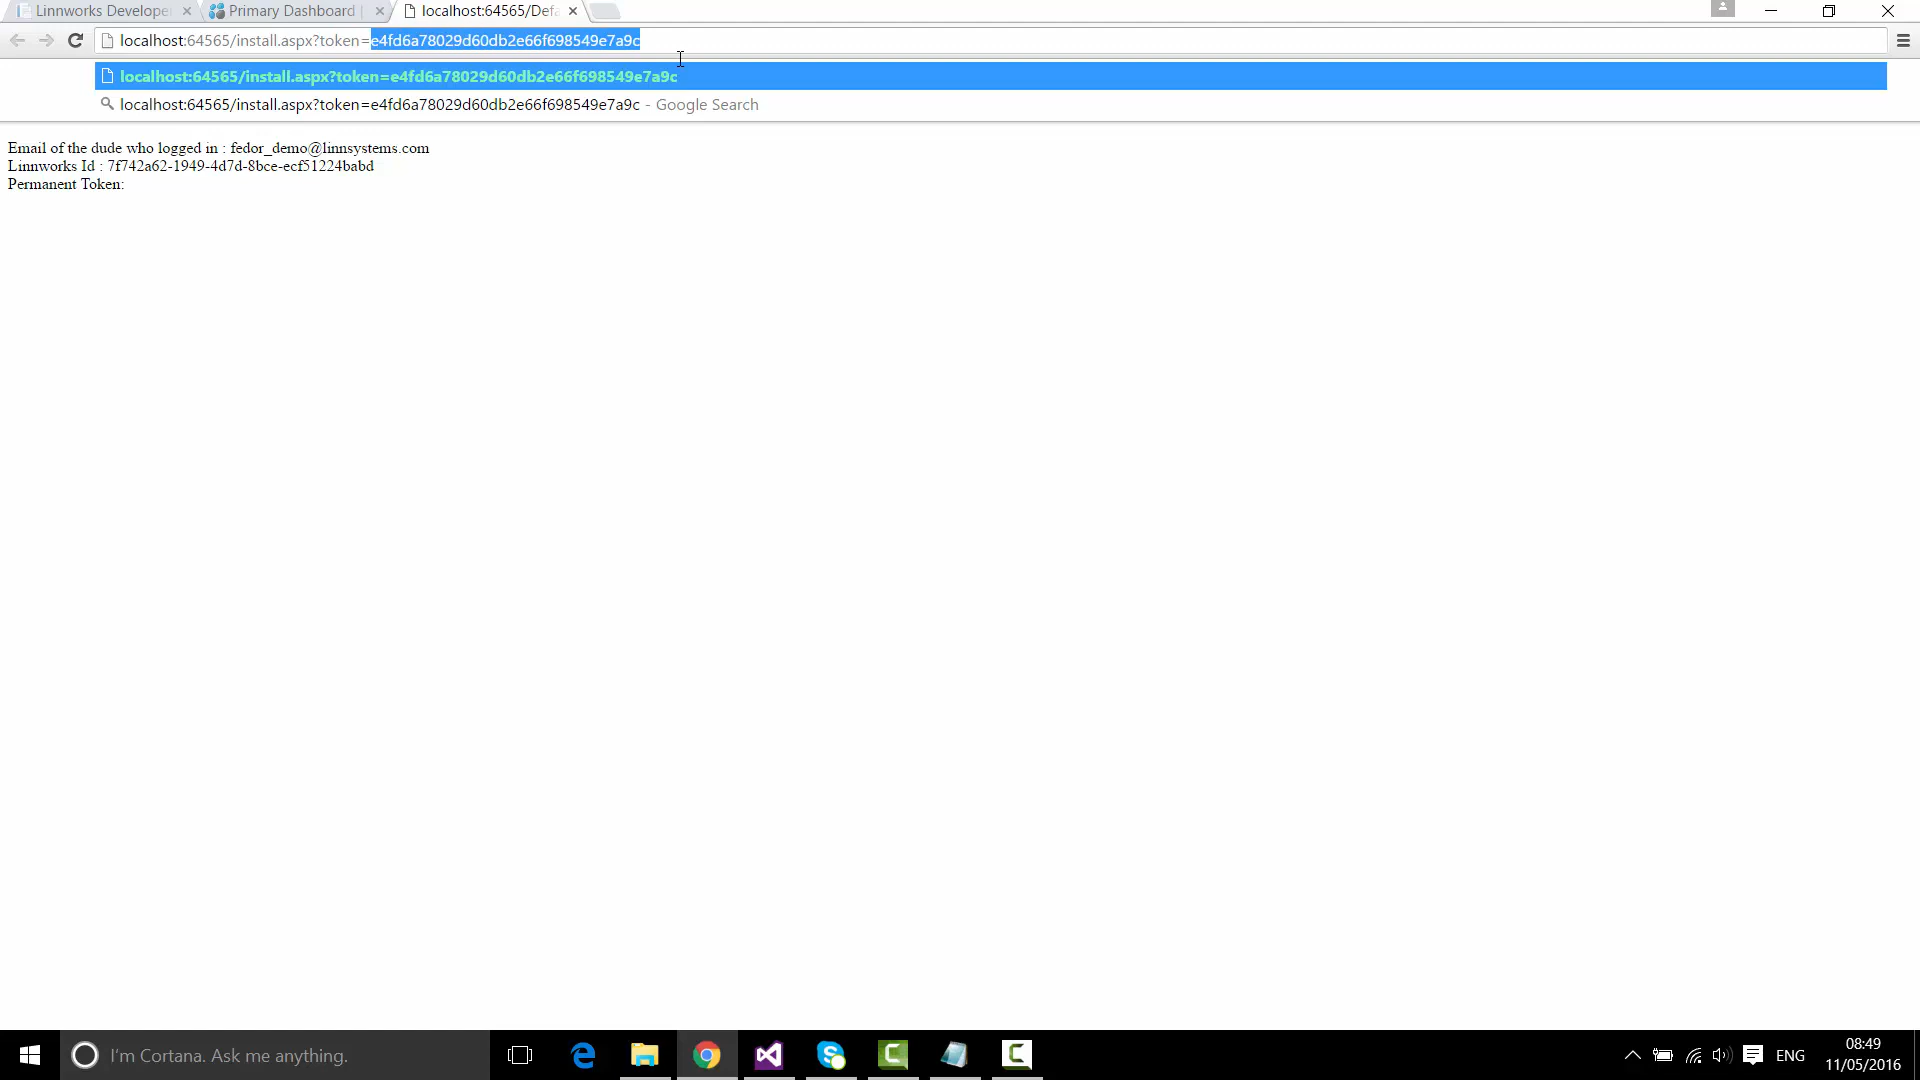 Linnworks Develope
Primary Dashboard |
localhost:64565/Defa
localhost:64565/install.aspx?token=e4fd6a78029d60db2e66f698549e7a9c
localhost:64565/install.aspx?token=e4fd6a78029d60db2e66f698549e7a9c
localhost:64565/install.aspx?token=e4fd6a78029d60db2e66f698549e7a9c - Google Search
Email of the dude who logged in : fedor_demo@linnsystems.com
Linnworks Id : 7f742a62-1949-4d7d-8bce-ecf51224babd
Permanent Token:
I'm Cortana. Ask me anything.
ENG
08:49
11/05/2016